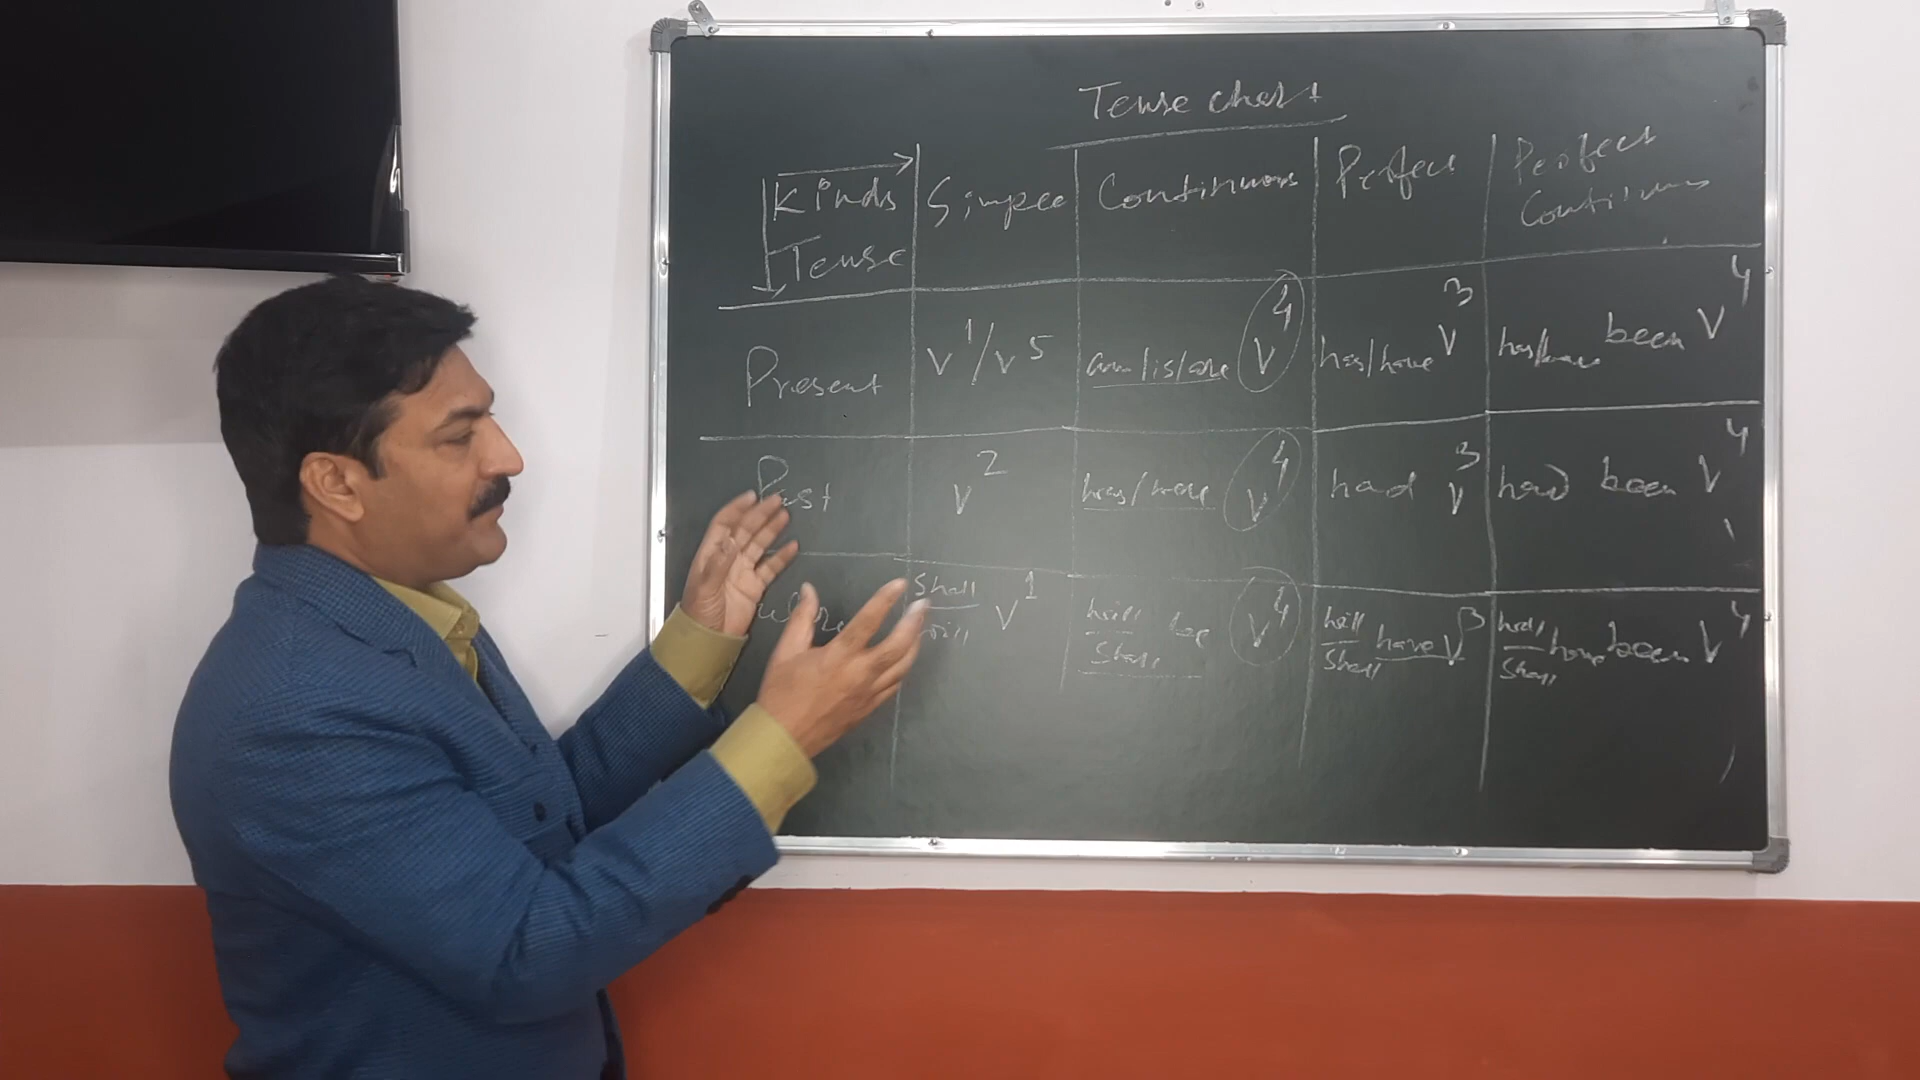 Tense chart
Kinds Simple Continuous Perfect Perfect Continuous
Tense
Present V¹/V⁵ am/is/are V⁴ has/have V³ has/have been V⁴
Past V² was/were V⁴ had V³ had been V⁴
shall/will V¹ will/shall be V⁴ will/shall have V³ will/shall have been V⁴